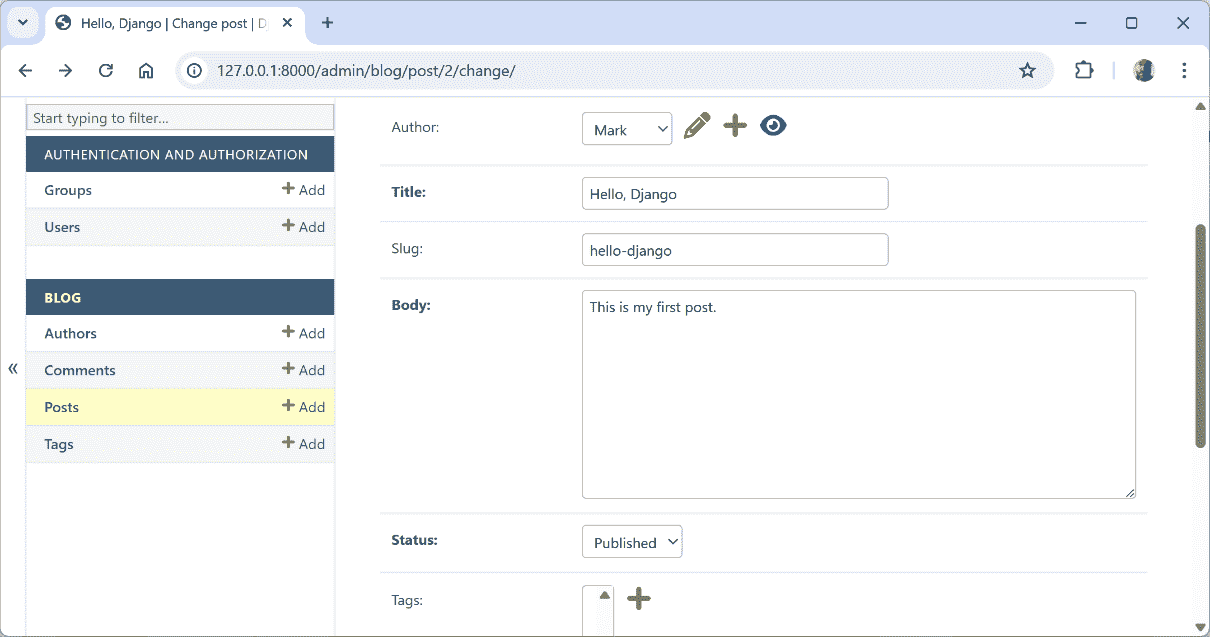 Hello, Django | Change post | D
127.0.0.1:8000/admin/blog/post/2/change/
Start typing to filter...
AUTHENTICATION AND AUTHORIZATION
Groups Add
Users Add
BLOG
Authors Add
Comments Add
Posts Add
Tags Add
«
Author: Mark
Title: Hello, Django
Slug: hello-django
Body: This is my first post.
Status: Published
Tags: